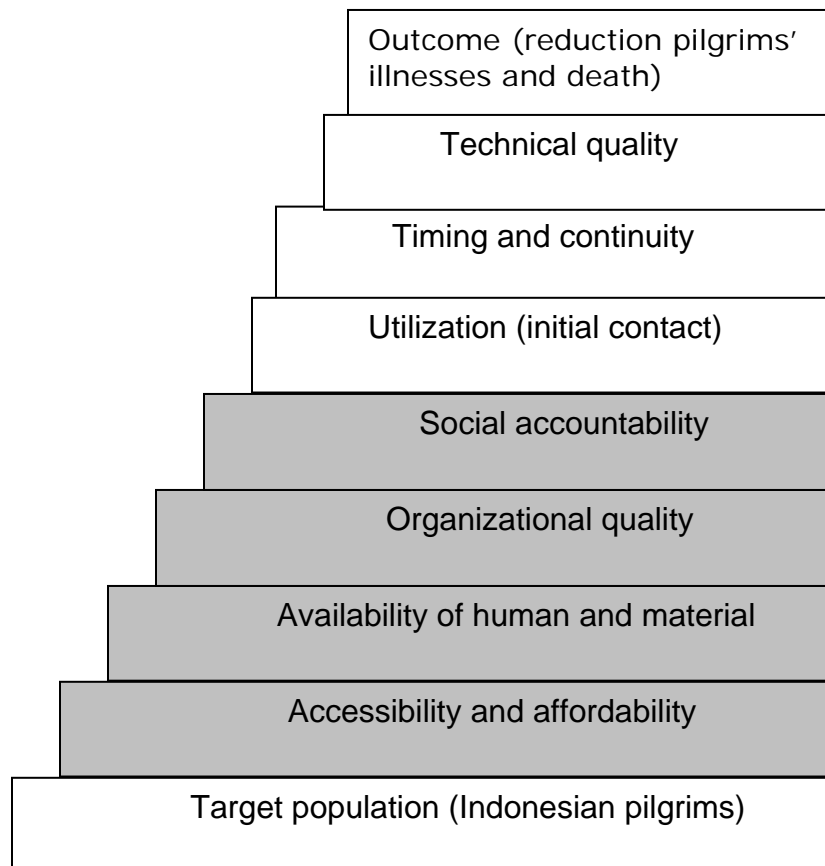 Outcome (reduction pilgrims’
illnesses and death)
Technical quality
Timing and continuity
Utilization (initial contact)
Social accountability
Organizational quality
Availability of human and material
Accessibility and affordability
Target population (Indonesian pilgrims)